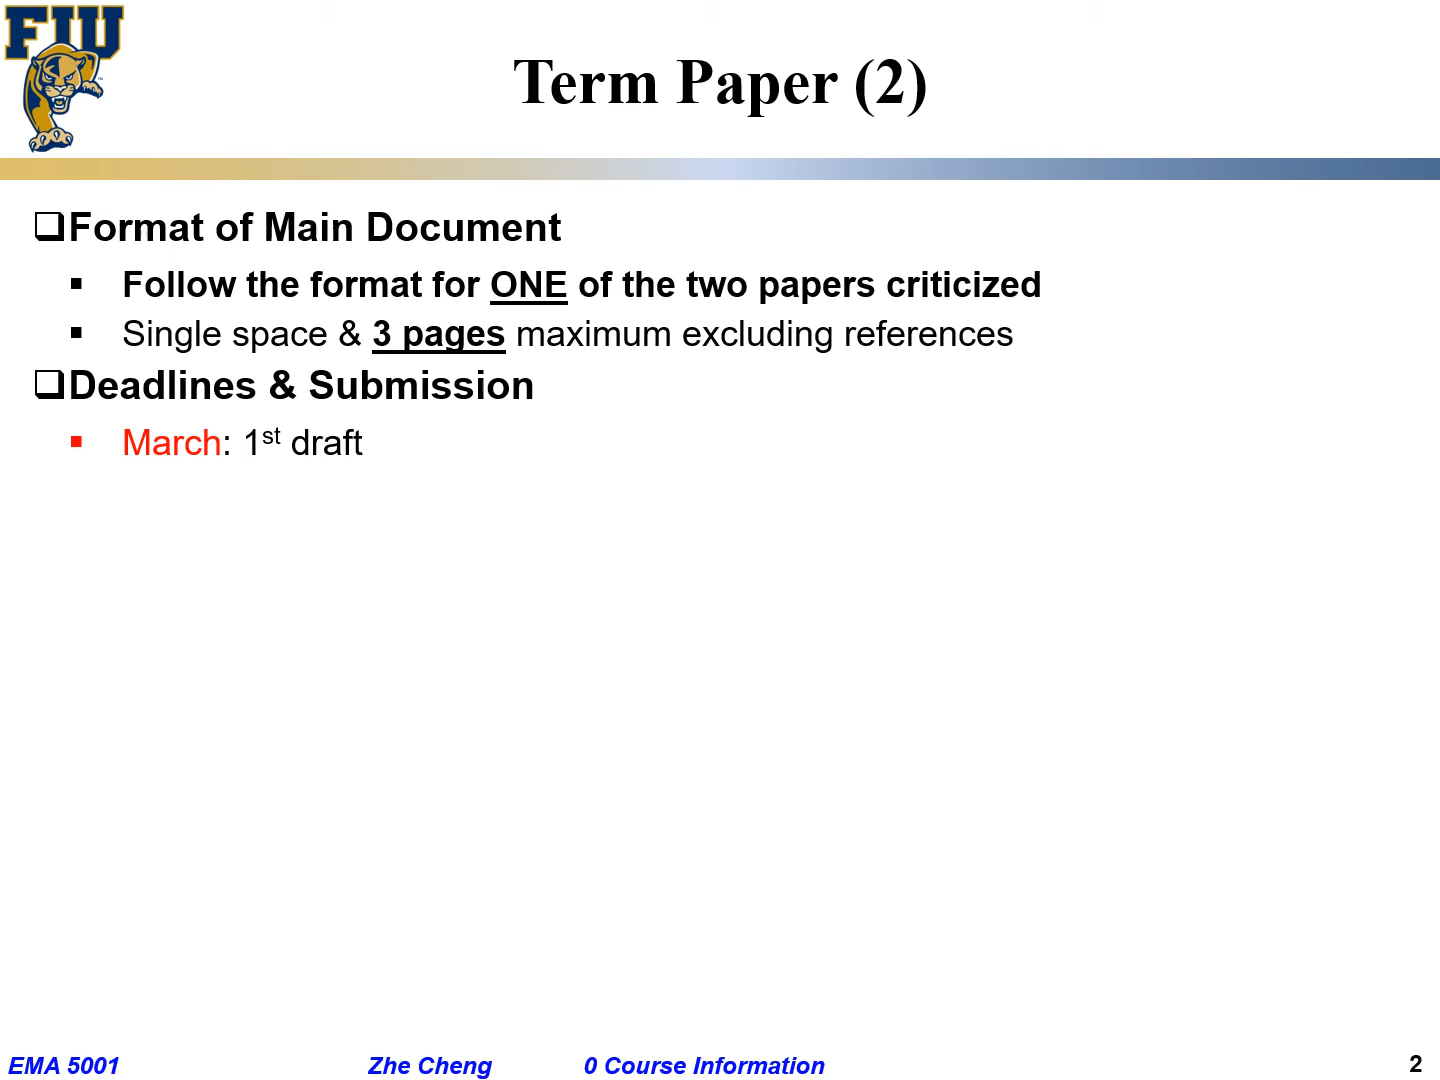 FIU
Term Paper (2)
❑Format of Main Document
▪ Follow the format for ONE of the two papers criticized
▪ Single space & 3 pages maximum excluding references
❑Deadlines & Submission
▪ March: 1st draft
EMA 5001 Zhe Cheng 0 Course Information 2